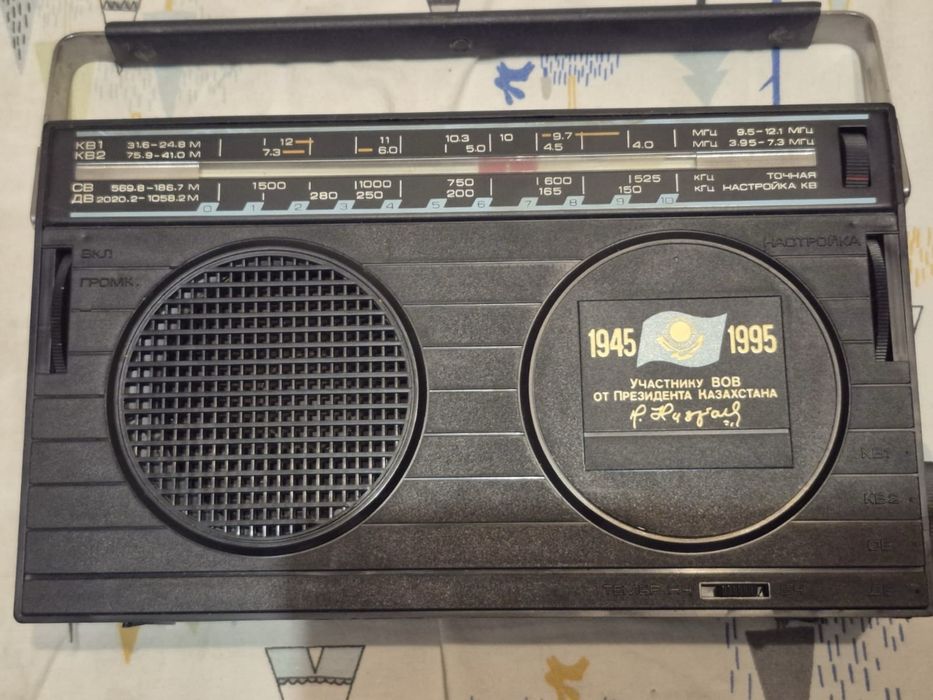 КВ1 31.6-24.8 М 12 11 10.3 10 9.7 МГц 9.5-12.1 МГц
КВ2 75.9-41.0 М 7.3 6.0 5.0 4.5 4.0 МГц 3.95-7.3 МГц
СВ 569.8-186.7 М 1500 1000 750 600 525 кГц ТОЧНАЯ
ДВ 2020.2-1058.2 М 280 250 200 165 150 кГц НАСТРОЙКА КВ
0 1 2 3 4 5 6 7 8 9 10
ВКЛ
НАСТРОЙКА
ГРОМК.
1945 1995
УЧАСТНИКУ ВОВ
ОТ ПРЕЗИДЕНТА КАЗАХСТАНА
КВ1
КВ2
СВ
ТЕМБР НЧ ВЧ ДВ